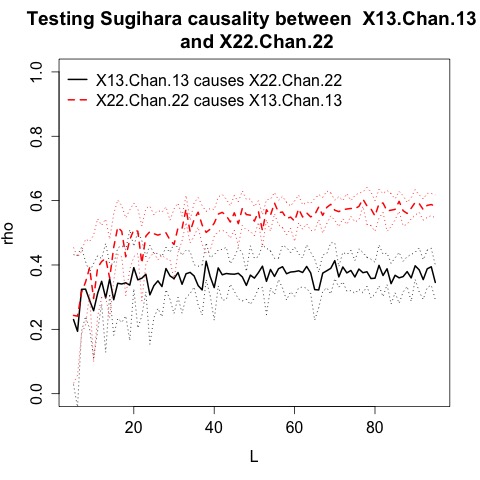 Testing Sugihara causality between  X13.Chan.13
and X22.Chan.22
X13.Chan.13 causes X22.Chan.22
X22.Chan.22 causes X13.Chan.13
rho
1.0
0.8
0.6
0.4
0.2
0.0
20 40 60 80
L